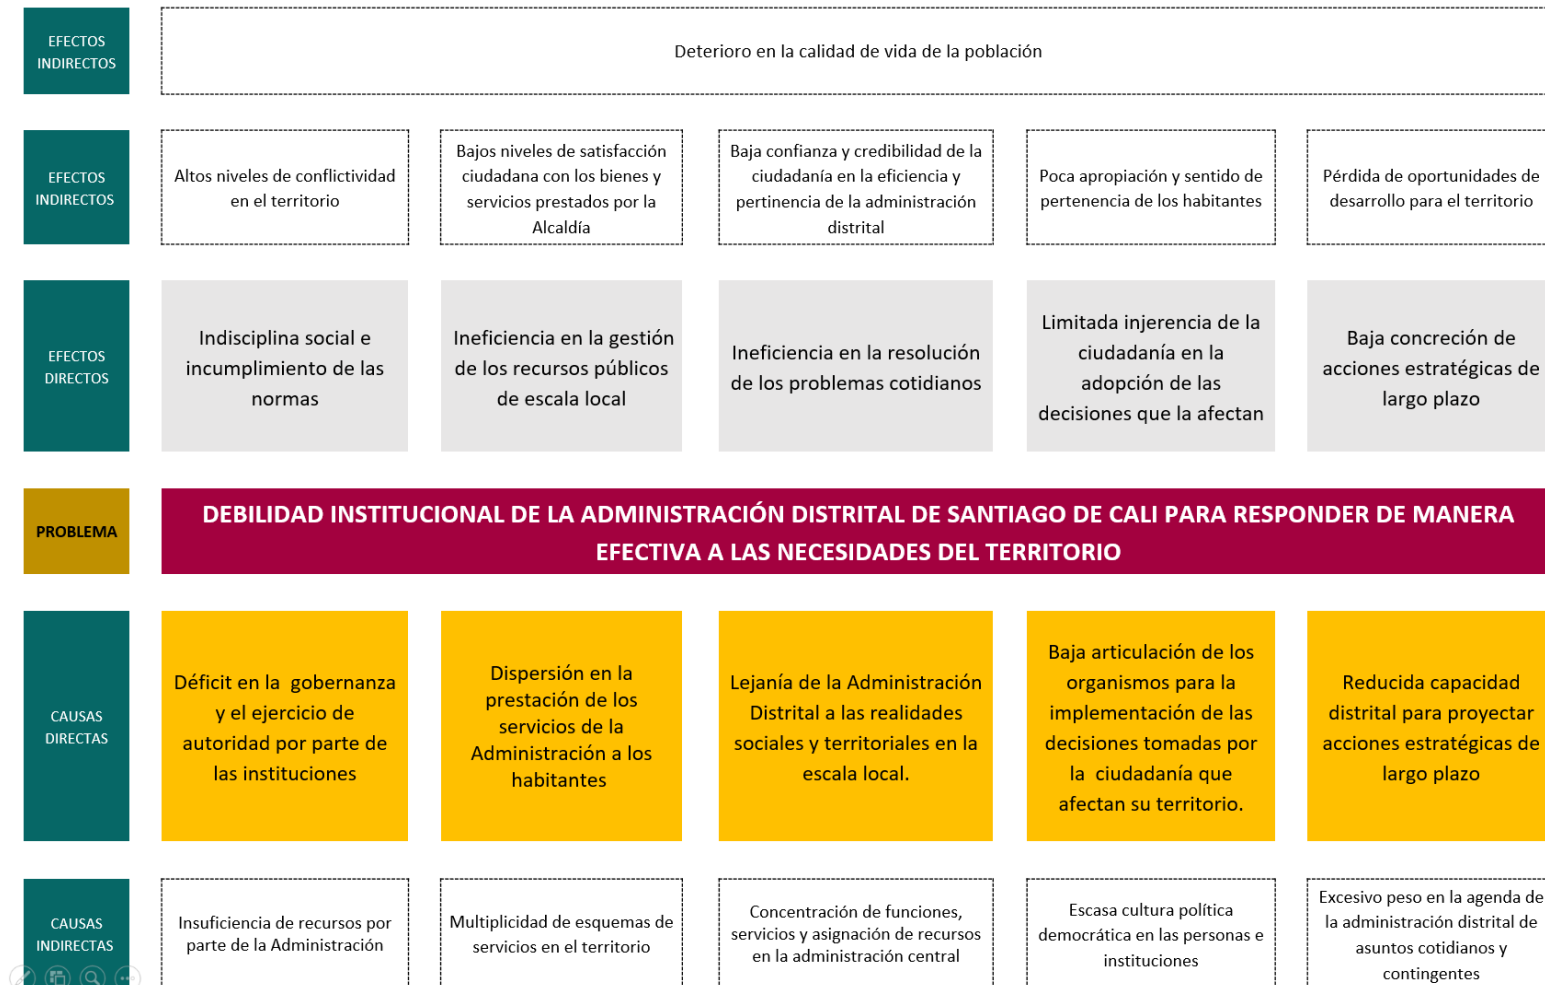 EFECTOS
INDIRECTOS
Deterioro en la calidad de vida de la población
EFECTOS
INDIRECTOS
Altos niveles de conflictividad
en el territorio
Bajos niveles de satisfacción
ciudadana con los bienes y
servicios prestados por la
Alcaldía
Baja confianza y credibilidad de la
ciudadanía en la eficiencia y
pertinencia de la administración
distrital
Poca apropiación y sentido de
pertenencia de los habitantes
Pérdida de oportunidades de
desarrollo para el territorio
EFECTOS
DIRECTOS
Indisciplina social e
incumplimiento de las
normas
Ineficiencia en la gestión
de los recursos públicos
de escala local
Ineficiencia en la resolución
de los problemas cotidianos
Limitada injerencia de la
ciudadanía en la
adopción de las
decisiones que la afectan
Baja concreción de
acciones estratégicas de
largo plazo
PROBLEMA
DEBILIDAD INSTITUCIONAL DE LA ADMINISTRACIÓN DISTRITAL DE SANTIAGO DE CALI PARA RESPONDER DE MANERA
EFECTIVA A LAS NECESIDADES DEL TERRITORIO
CAUSAS
DIRECTAS
Déficit en la gobernanza
y el ejercicio de
autoridad por parte de
las instituciones
Dispersión en la
prestación de los
servicios de la
Administración a los
habitantes
Lejanía de la Administración
Distrital a las realidades
sociales y territoriales en la
escala local.
Baja articulación de los
organismos para la
implementación de las
decisiones tomadas por
la ciudadanía que
afectan su territorio.
Reducida capacidad
distrital para proyectar
acciones estratégicas de
largo plazo
CAUSAS
INDIRECTAS
Insuficiencia de recursos por
parte de la Administración
Multiplicidad de esquemas de
servicios en el territorio
Concentración de funciones,
servicios y asignación de recursos
en la administración central
Escasa cultura política
democrática en las personas e
instituciones
Excesivo peso en la agenda de
la administración distrital de
asuntos cotidianos y
contingentes